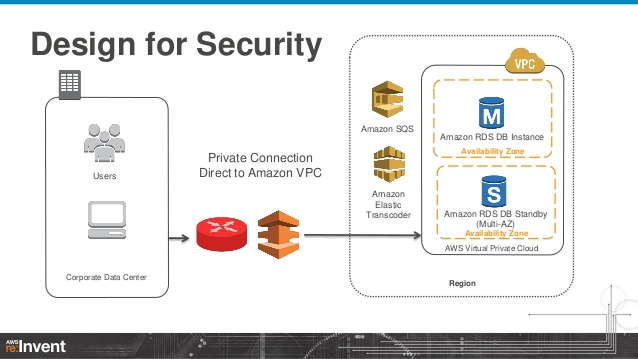 Design for Security
VPC
Amazon SQS
M
Amazon RDS DB Instance
Availability Zone
Private Connection
Direct to Amazon VPC
Users
Amazon
Elastic
Transcoder
S
Amazon RDS DB Standby
(Multi-AZ)
Availability Zone
AWS Virtual Private Cloud
Corporate Data Center
Region
AWS
re:Invent